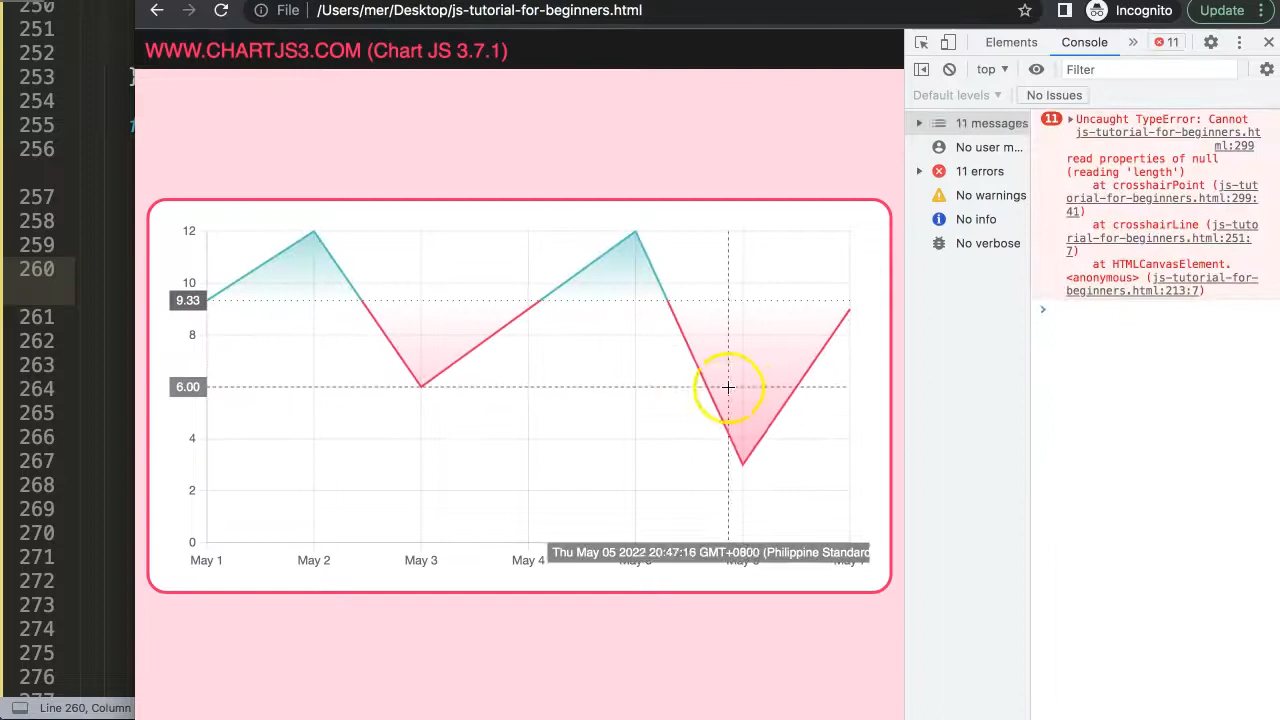 250
251
252
253 }
254
255
256
257
258
259
260
261
262
263
264
265
266
267
268
269
270
271
272
273
274
275
276
277
Line 260, Column
File /Users/mer/Desktop/js-tutorial-for-beginners.html
Incognito
Update
WWW.CHARTJS3.COM (Chart JS 3.7.1)
12
10
9.33
8
6.00
4
2
0
May 1 May 2 May 3 May 4
Thu May 05 2022 20:47:16 GMT+0800 (Philippine Standard
Elements Console » 11
top Filter
Default levels No Issues
11 messages
No user m...
11 errors
No warnings
No info
No verbose
11 Uncaught TypeError: Cannot
js-tutorial-for-beginners.ht
ml:299
read properties of null
(reading 'length')
at crosshairPoint (js-tut
orial-for-beginners.html:299:
41)
at crosshairLine (js-tuto
rial-for-beginners.html:251:
7)
at HTMLCanvasElement.
<anonymous> (js-tutorial-for-
beginners.html:213:7)